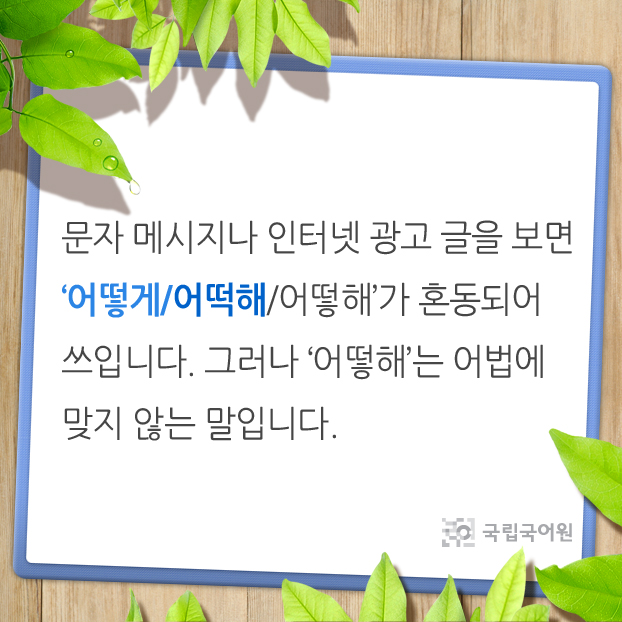 문자 메시지나 인터넷 광고 글을 보면
‘어떻게/어떡해/어떻해’가 혼동되어
쓰입니다. 그러나 ‘어떻해’는 어법에
맞지 않는 말입니다.
국립국어원